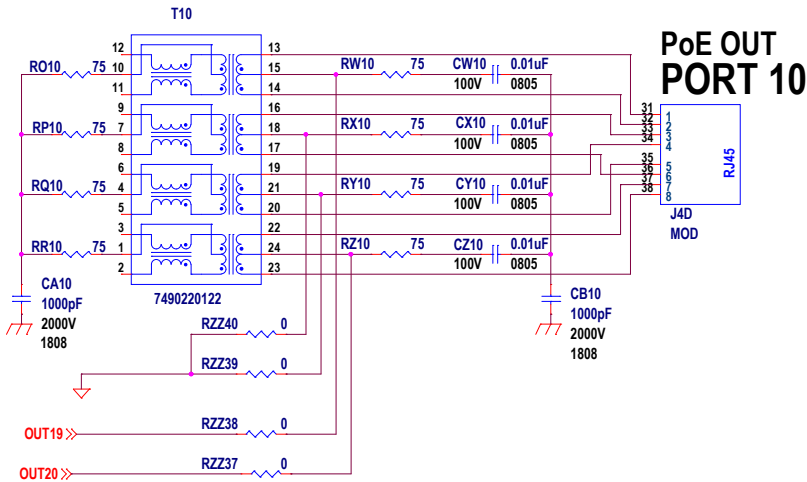 T10
PoE OUT
PORT 10
12 13
RO10 75 10 15 RW10 75 CW10 0.01uF
11 14 100V 0805
9 16 31 1
32 2
RP10 75 7 18 RX10 75 CX10 0.01uF 33 3
34 4
8 17 100V 0805
6 19 35 5
36 6
RQ10 75 4 21 RY10 75 CY10 0.01uF 37 7
38 8
RJ45
5 20 100V 0805
J4D
MOD
3 22
RR10 75 1 24 RZ10 75 CZ10 0.01uF
2 23 100V 0805
CA10
1000pF
2000V
1808
7490220122
CB10
1000pF
2000V
1808
RZZ40 0
RZZ39 0
OUT19 RZZ38 0
OUT20 RZZ37 0